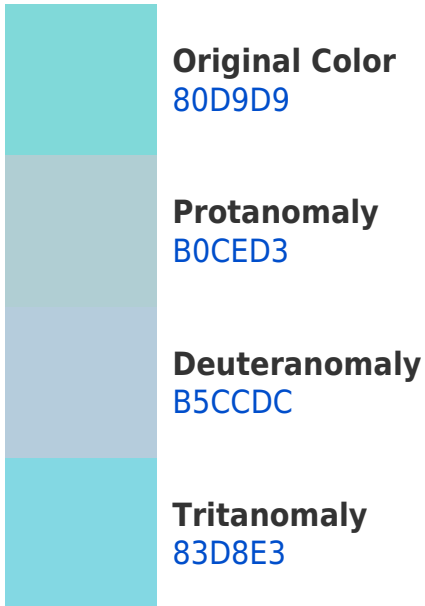 Original Color
80D9D9
Protanomaly
B0CED3
Deuteranomaly
B5CCDC
Tritanomaly
83D8E3